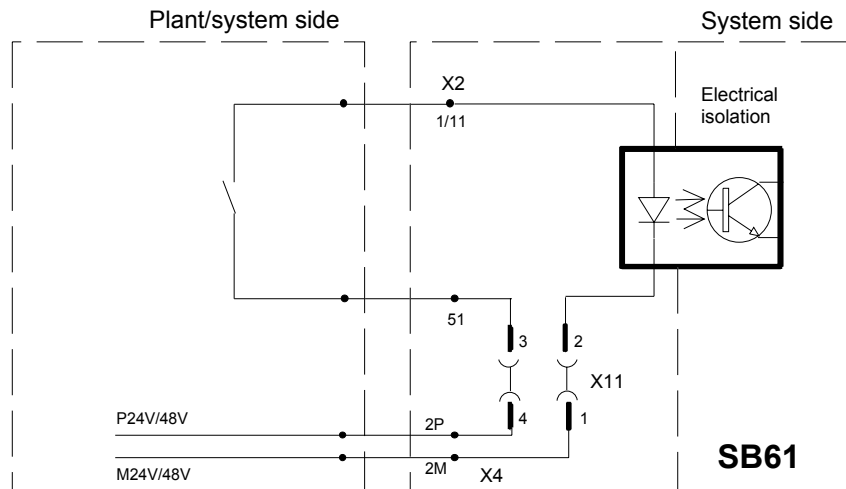 Plant/system side
System side
X2
1/11
Electrical
isolation
51
3
2
X11
4
1
P24V/48V
2P
M24V/48V
2M
X4
SB61